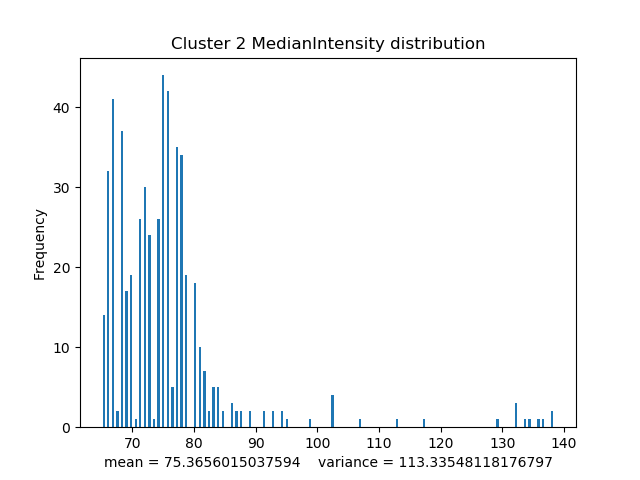 Cluster 2 MedianIntensity distribution
Frequency
40
30
20
10
0
70 80 90 100 110 120 130 140
mean = 75.3656015037594 variance = 113.33548118176797